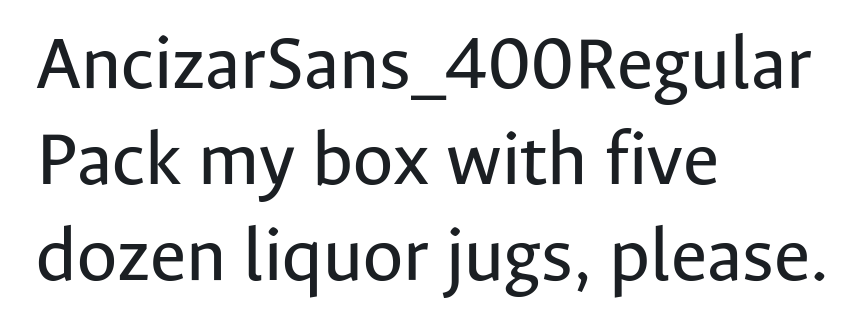 AncizarSans_400Regular
Pack my box with five
dozen liquor jugs, please.